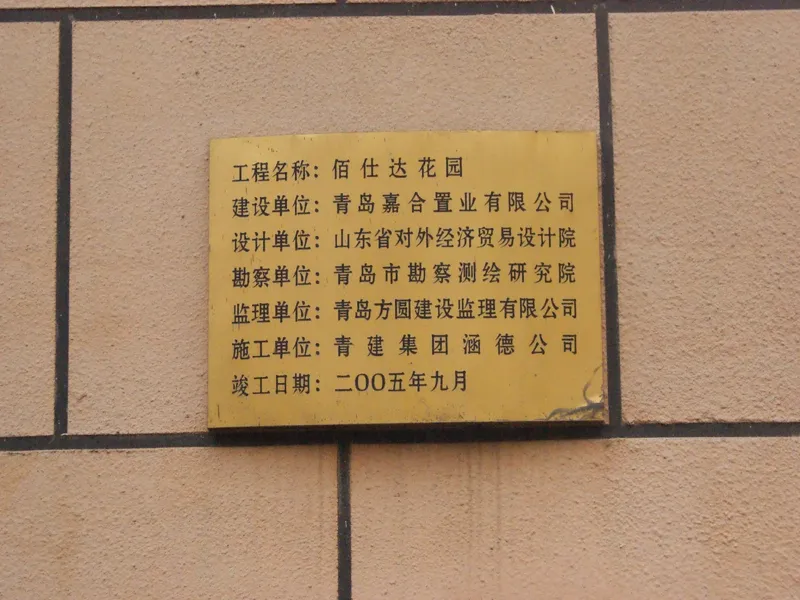 工程名称：佰仕达花园
建设单位：青岛嘉合置业有限公司
设计单位：山东省对外经济贸易设计院
勘察单位：青岛市勘察测绘研究院
监理单位：青岛方圆建设监理有限公司
施工单位：青建集团涵德公司
竣工日期：二〇〇五年九月